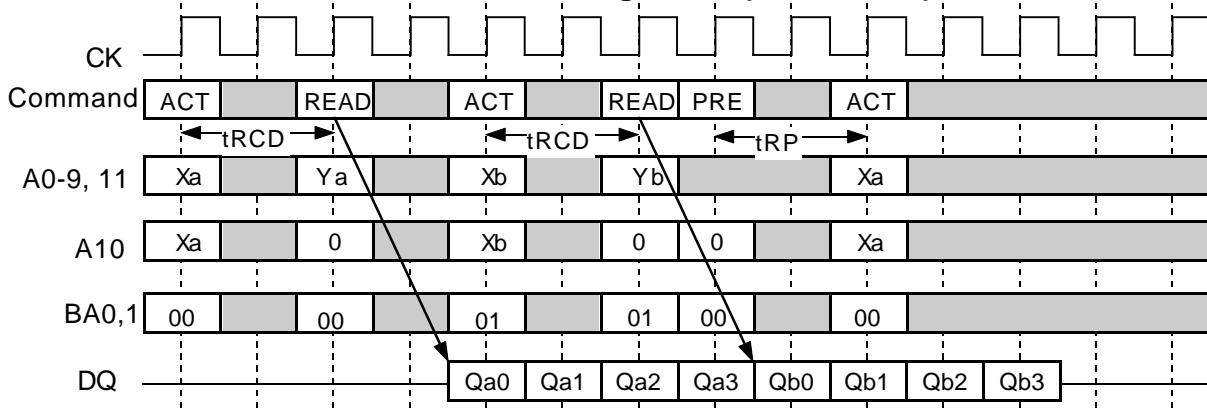 CK
Command ACT READ ACT READ PRE ACT
tRCD tRCD tRP
A0-9, 11 Xa Ya Xb Yb Xa
A10 Xa 0 Xb 0 0 Xa
BA0,1 00 00 01 01 00 00
DQ Qa0 Qa1 Qa2 Qa3 Qb0 Qb1 Qb2 Qb3